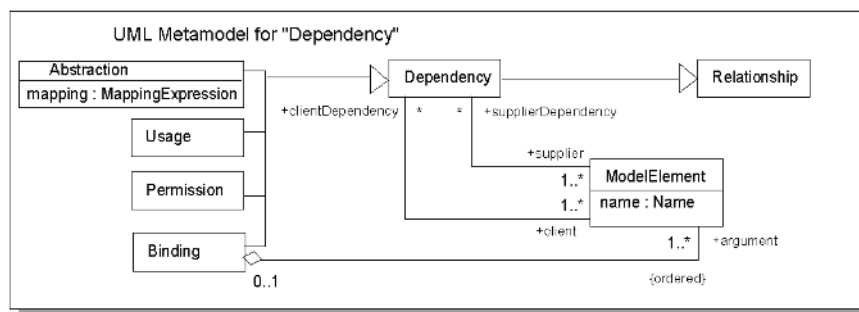 UML Metamodel for "Dependency"
Abstraction
mapping : MappingExpression
Dependency
Relationship
+clientDependency
*
*
+supplierDependency
Usage
+supplier
1..*
ModelElement
Permission
1..*
name : Name
+client
Binding
1..*
+argument
0..1
{ordered}